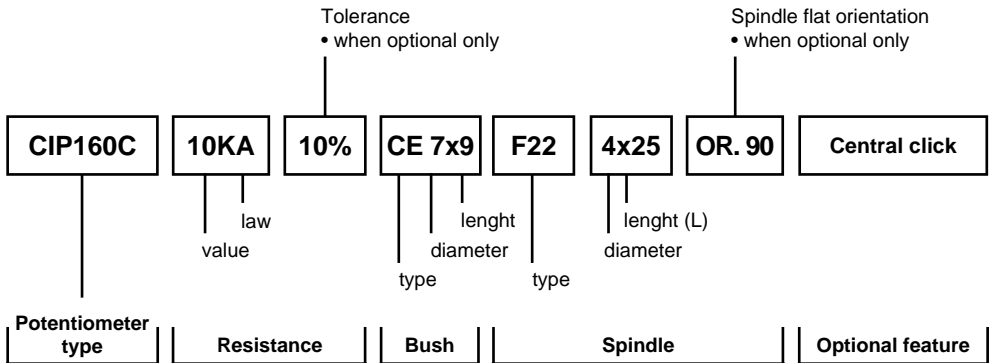 Tolerance
• when optional only
Spindle flat orientation
• when optional only
CIP160C 10KA 10% CE 7x9 F22 4x25 OR. 90 Central click
law lenght lenght (L)
value diameter diameter
type type
Potentiometer
type Resistance Bush Spindle Optional feature